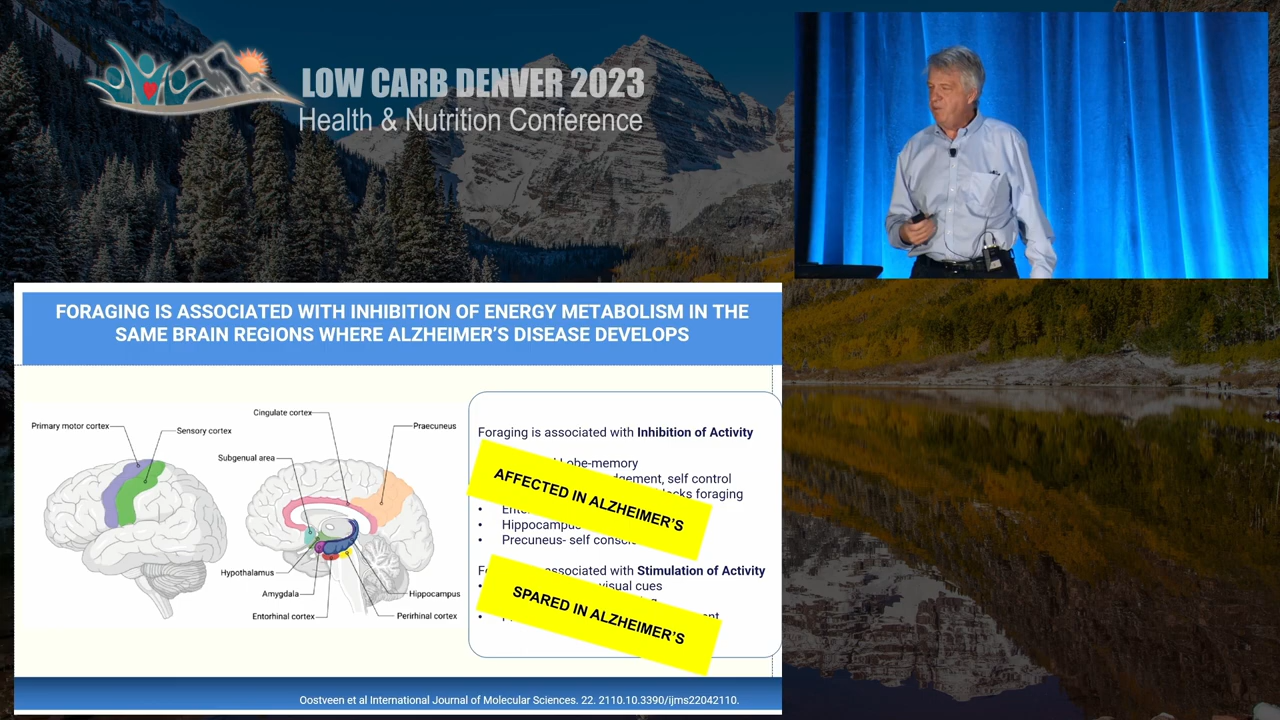 LOW CARB DENVER 2023
Health & Nutrition Conference
FORAGING IS ASSOCIATED WITH INHIBITION OF ENERGY METABOLISM IN THE
SAME BRAIN REGIONS WHERE ALZHEIMER'S DISEASE DEVELOPS
Cingulate cortex
Primary motor cortex
Sensory cortex
Praecuneus
Subgenual area
Hypothalamus
Amygdala
Hippocampus
Entorhinal cortex
Perirhinal cortex
Foraging is associated with Inhibition of Activity
Lobe-memory
self control
foraging
AFFECTED IN ALZHEIMER'S
• Hippocampus
• Precuneus- self
associated with Stimulation of Activity
visual cues
SPARED IN ALZHEIMER'S
Oostveen et al International Journal of Molecular Sciences. 22. 2110.10.3390/ijms22042110.